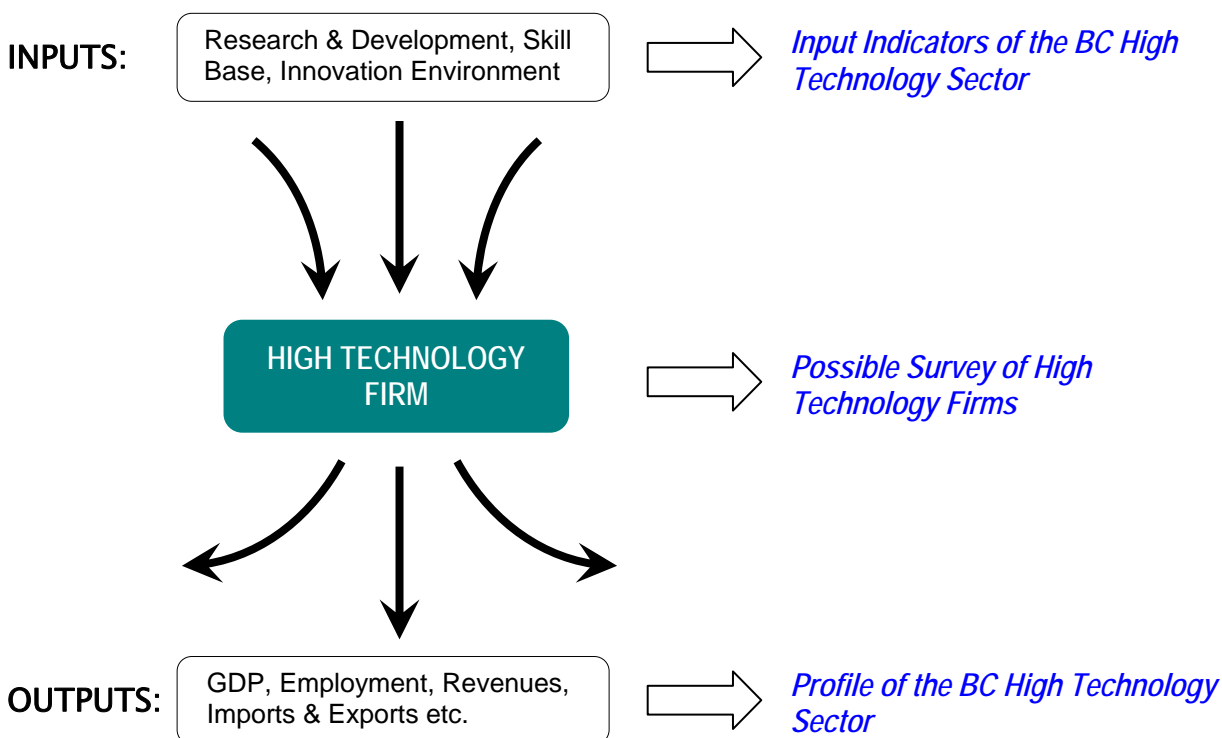 INPUTS:
Research & Development, Skill
Base, Innovation Environment
Input Indicators of the BC High
Technology Sector
HIGH TECHNOLOGY
FIRM
Possible Survey of High
Technology Firms
OUTPUTS:
GDP, Employment, Revenues,
Imports & Exports etc.
Profile of the BC High Technology
Sector